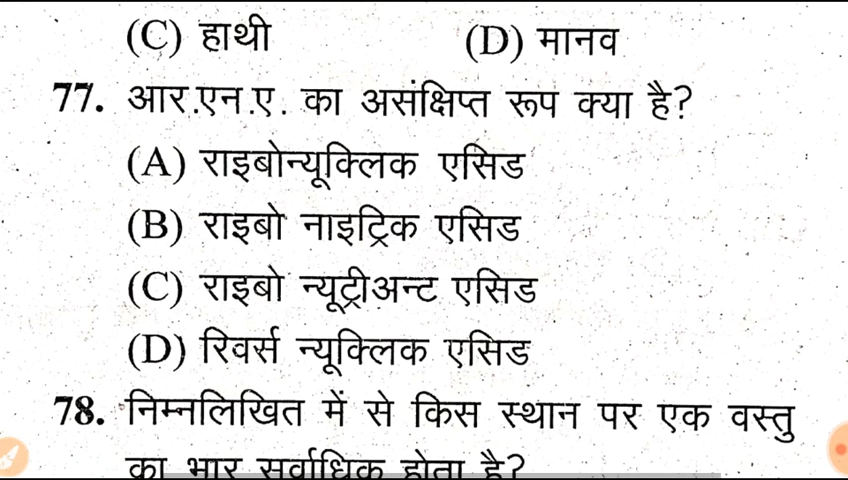 (C) हाथी (D) मानव
77. आर.एन.ए. का असंक्षिप्त रूप क्या है?
(A) राइबोन्यूक्लिक एसिड
(B) राइबो नाइट्रिक एसिड
(C) राइबो न्यूट्रीअन्ट एसिड
(D) रिवर्स न्यूक्लिक एसिड
78. निम्नलिखित में से किस स्थान पर एक वस्तु
का भार सर्वाधिक होता है?